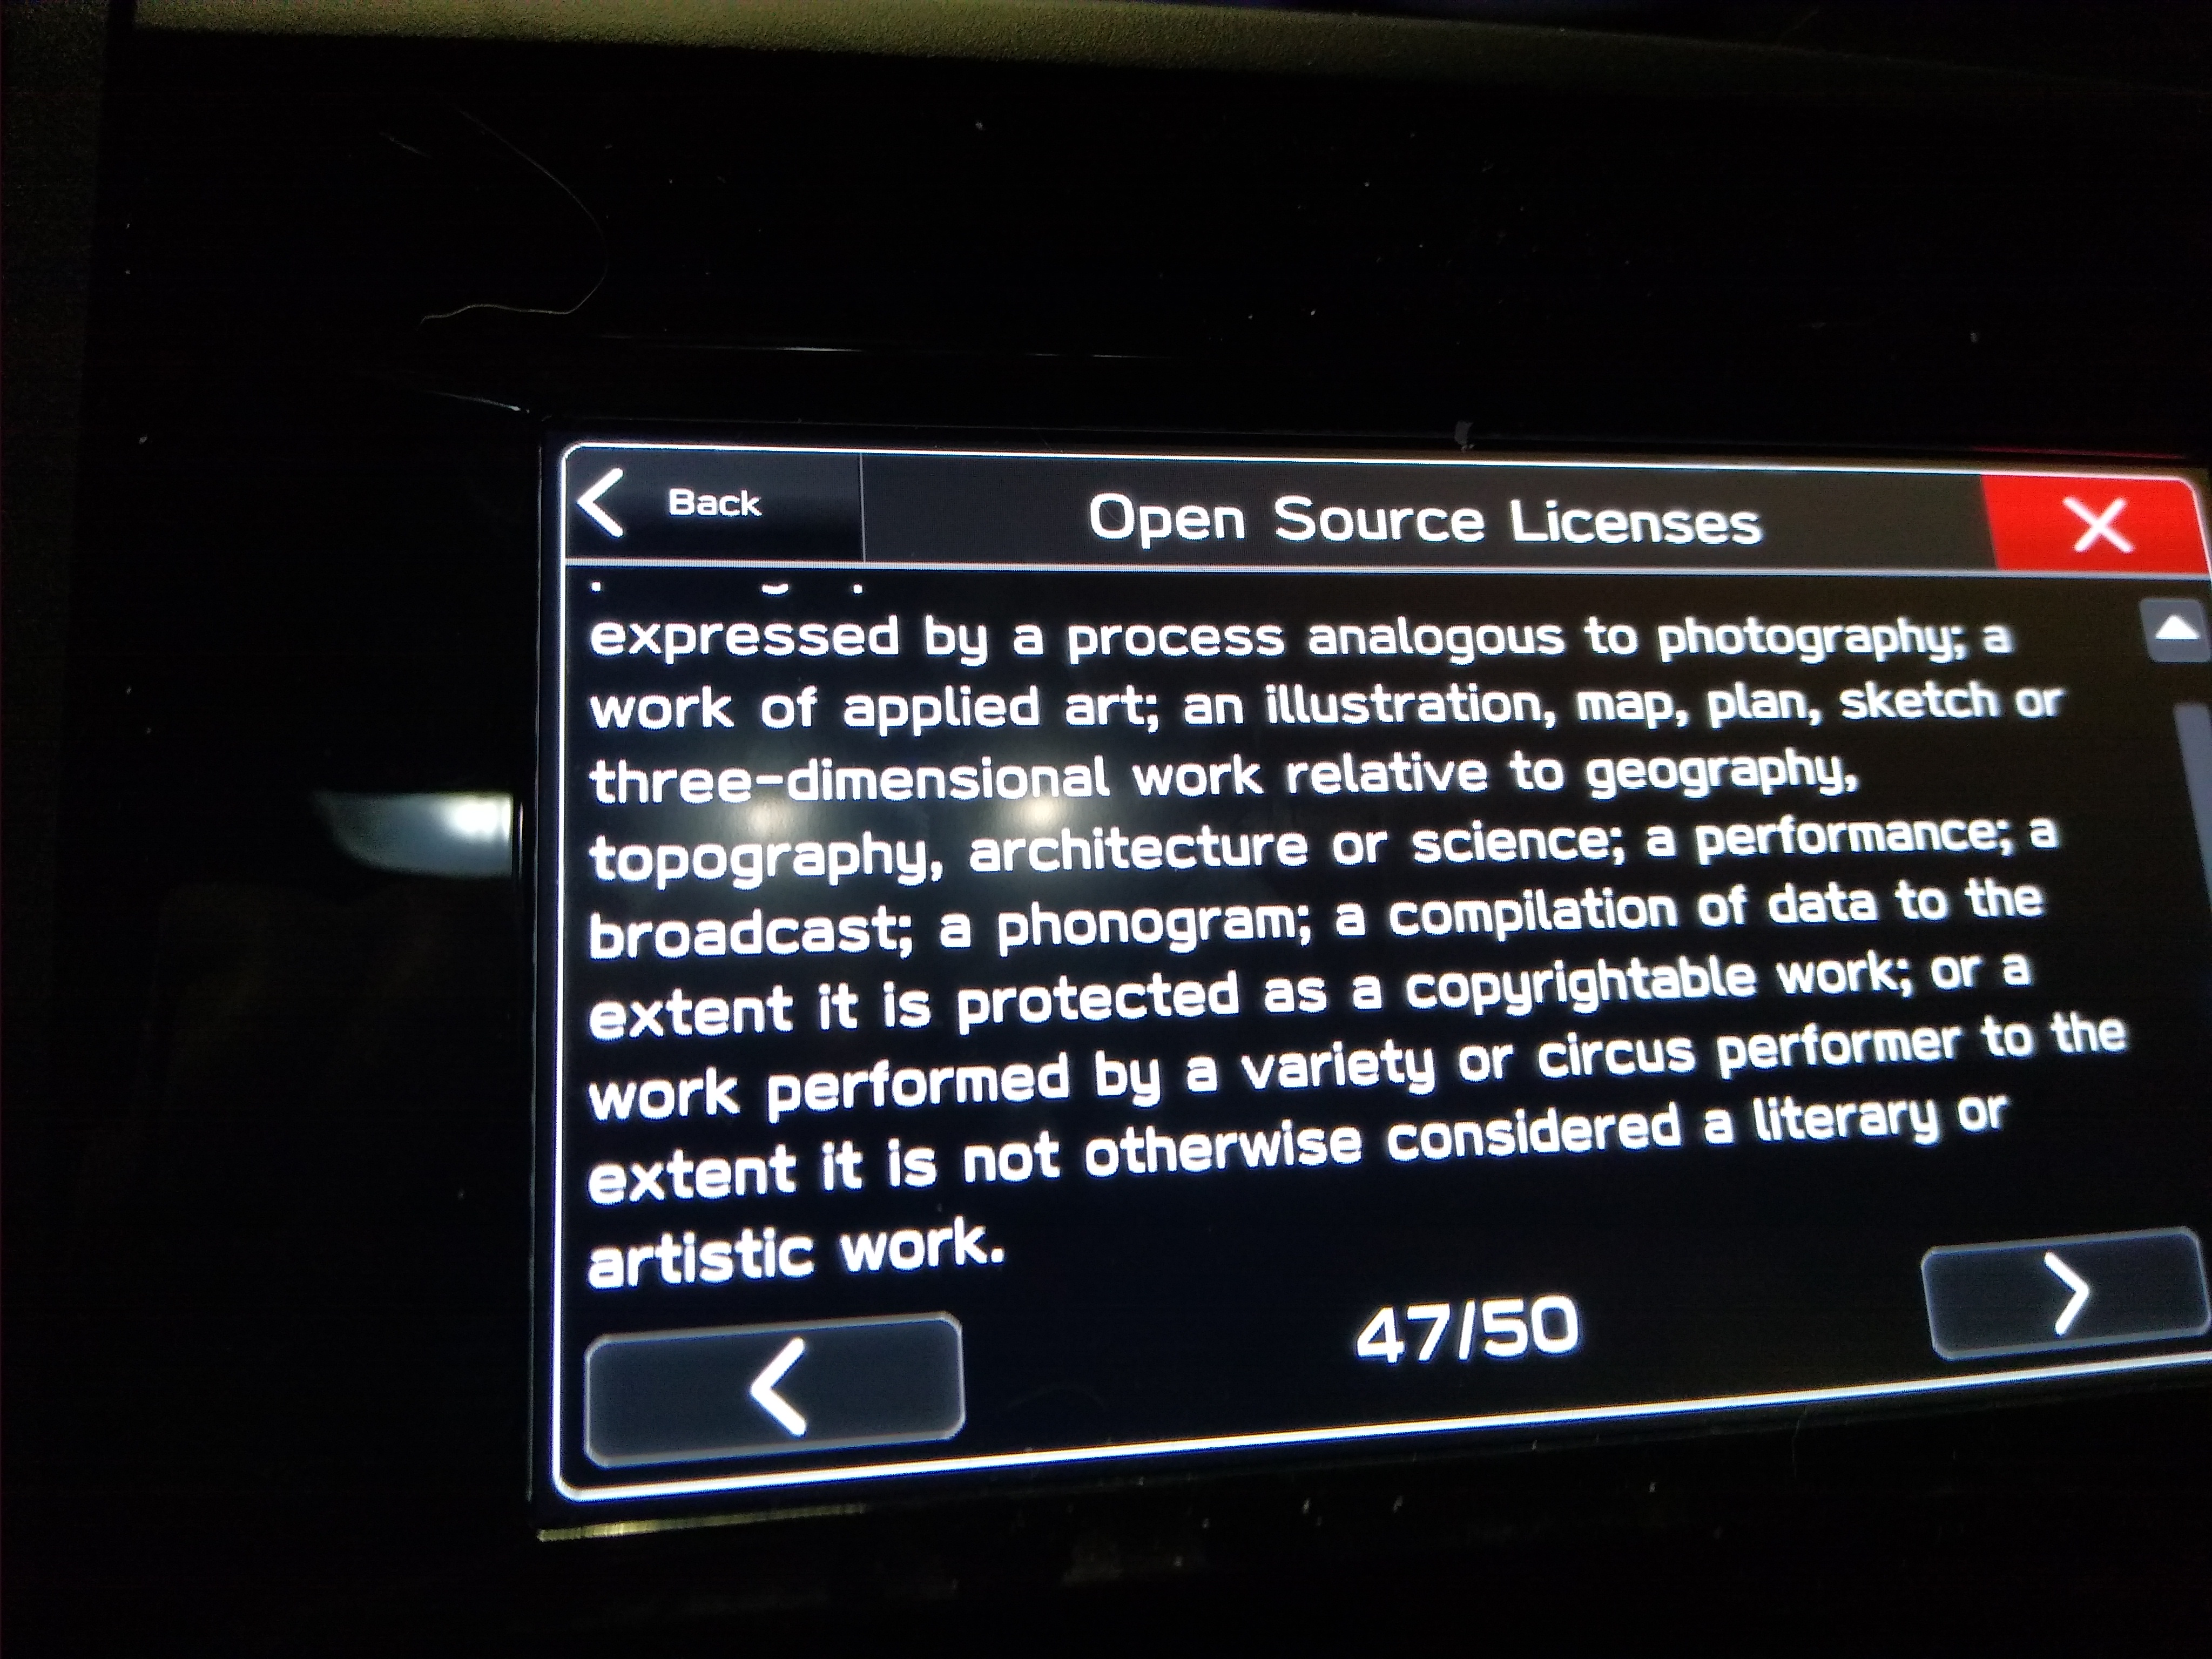 Back
Open Source Licenses
expressed by a process analogous to photography; a
work of applied art; an illustration, map, plan, sketch or
three-dimensional work relative to geography,
topography, architecture or science; a performance; a
broadcast; a phonogram; a compilation of data to the
extent it is protected as a copyrightable work; or a
work performed by a variety or circus performer to the
extent it is not otherwise considered a literary or
artistic work.
47/50